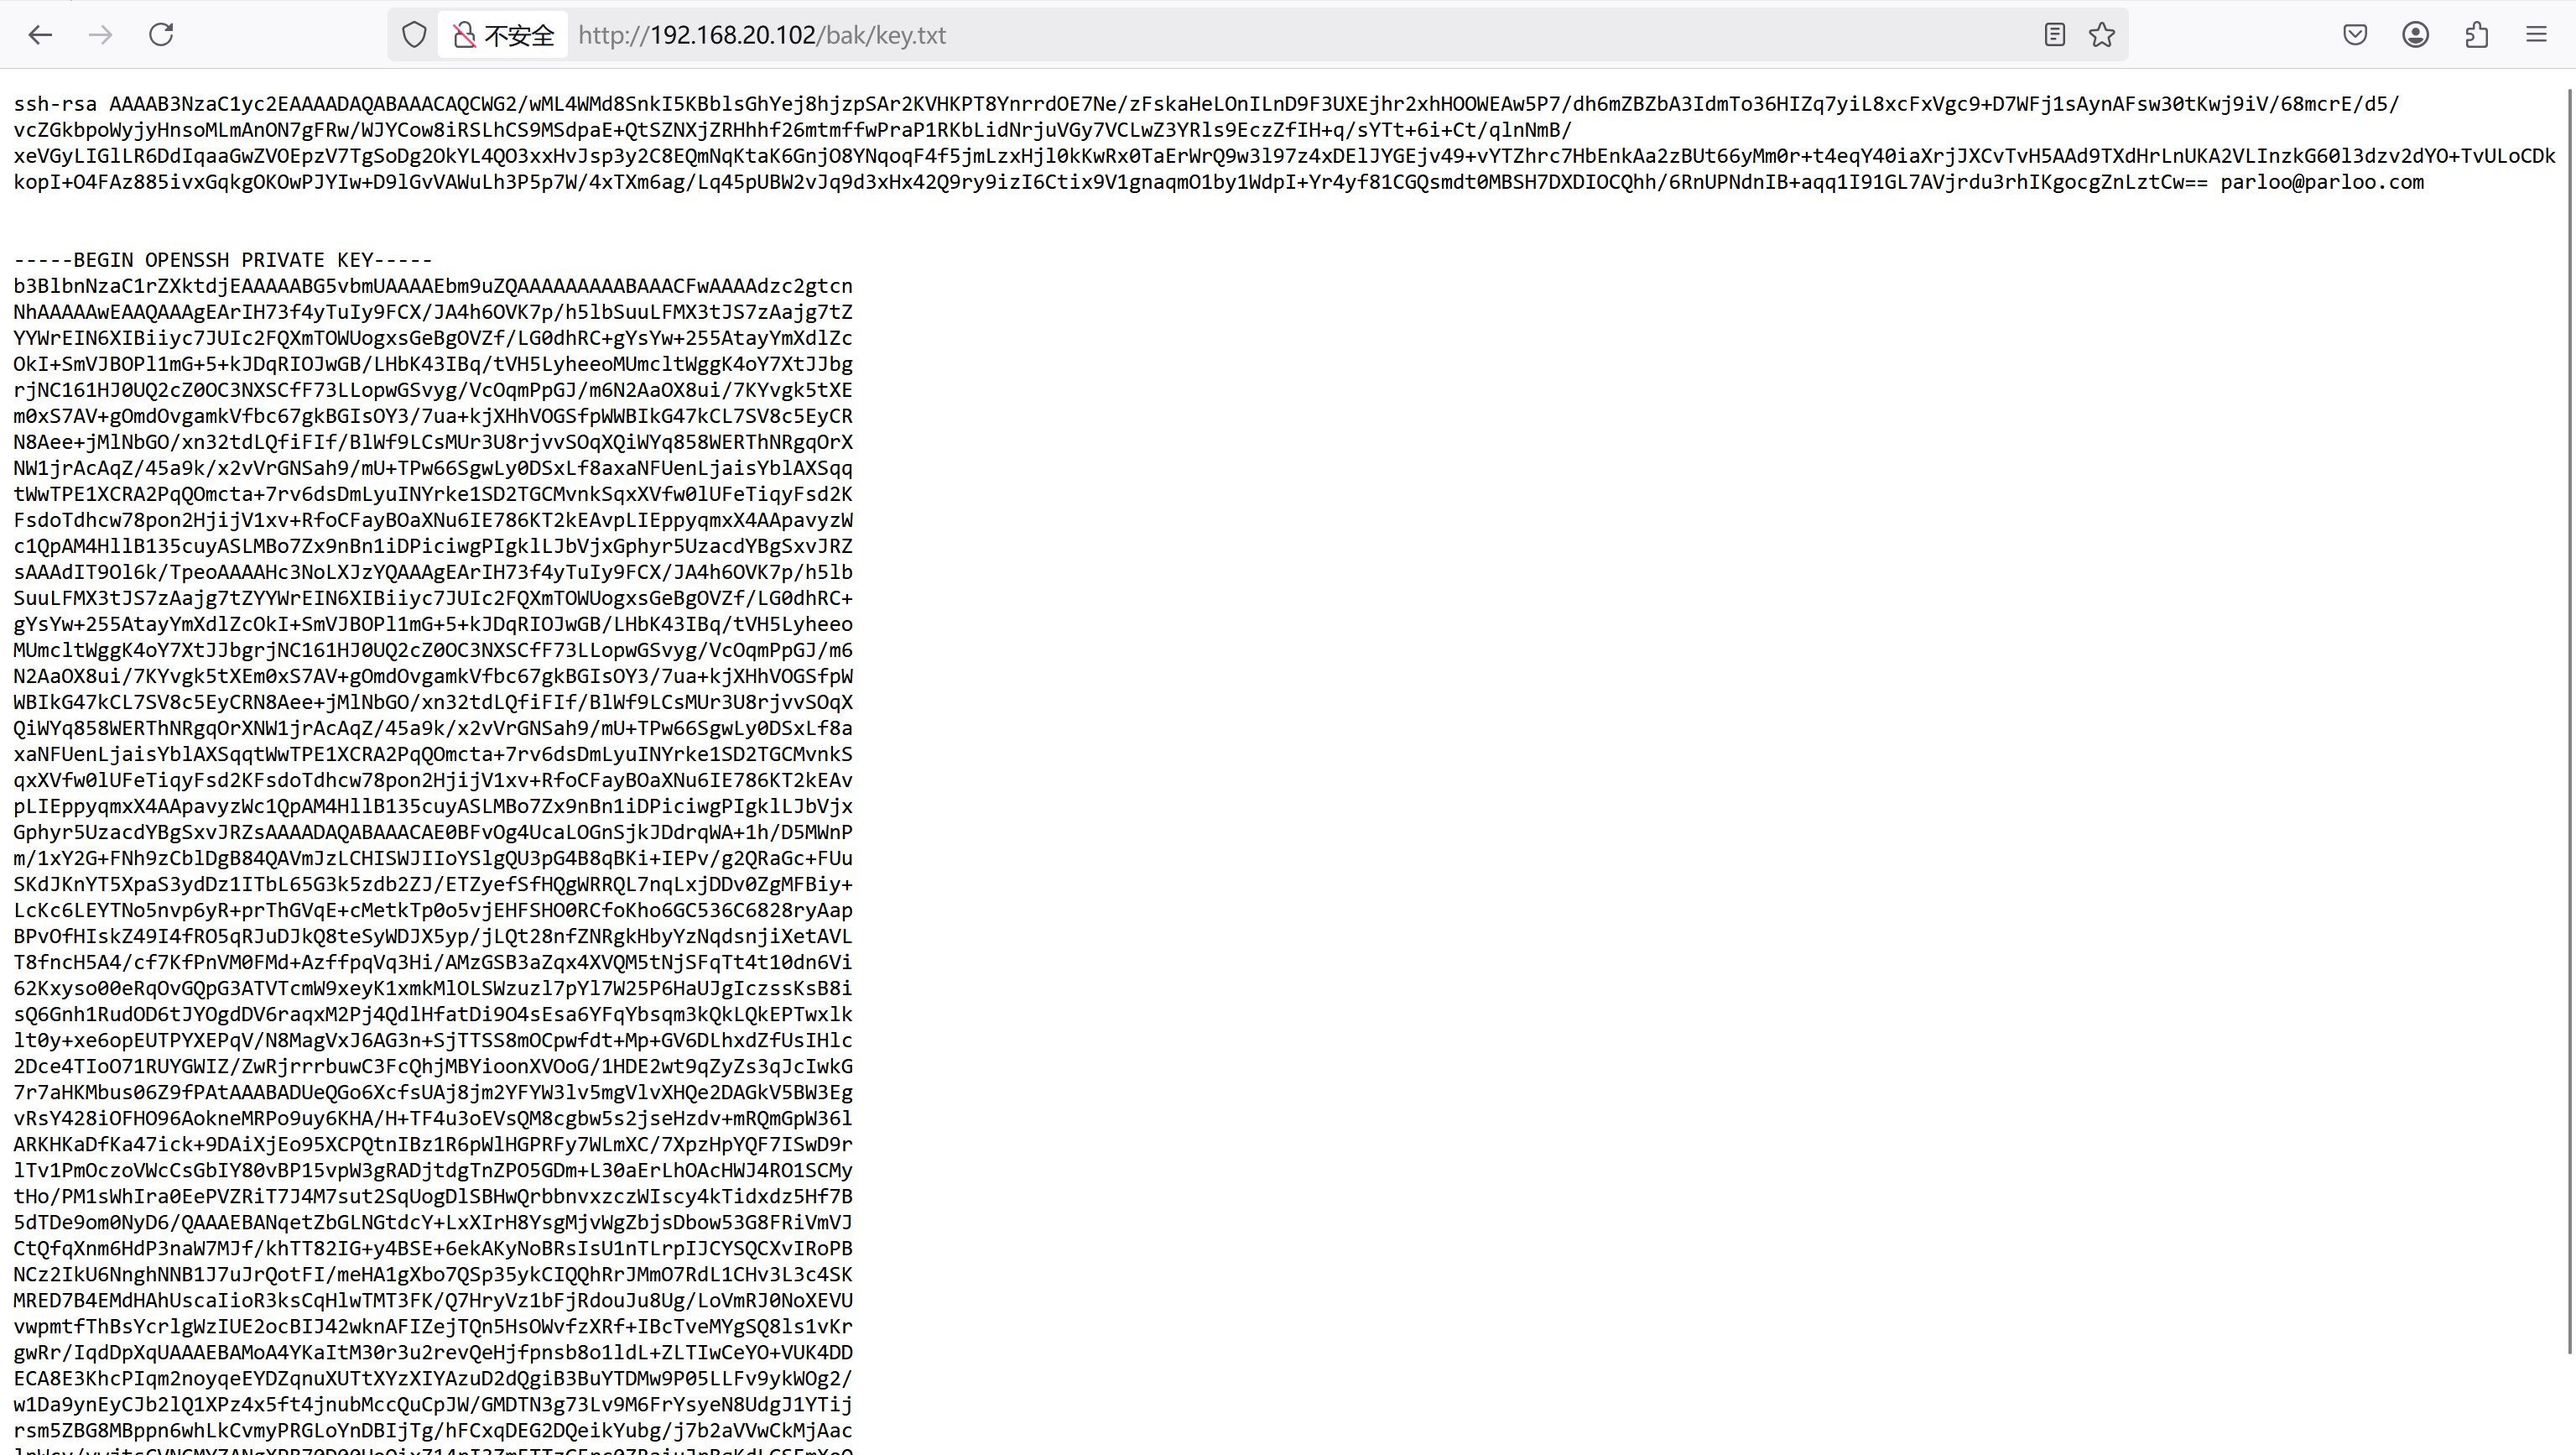 不安全
http://192.168.20.102/bak/key.txt
ssh-rsa AAAAB3NzaC1yc2EAAAADAQABAAACAQCWG2/wML4WMd8SnkI5KBblsGhYej8hjzpSAr2KVHKPT8YnrrdOE7Ne/zFskaHeLOnILnD9F3UXEjhr2xhHOOWEAw5P7/dh6mZBZbA3IdmTo36HIZq7yiL8xcFxVgc9+D7WFj1sAynAFsw30tKwj9iV/68mcrE/d5/
vcZGkbpoWyjyHnsoMLmAnON7gFRw/WJYCow8iRSLhCS9MSdpaE+QtSZNXjZRHhhf26mtmffwPraP1RKbLidNrjuVGy7VCLwZ3YRls9EczZfIH+q/sYTt+6i+Ct/qlnNmB/
xeVGyLIGlLR6DdIqaaGwZVOEpzV7TgSoDg2OkYL4QO3xxHvJsp3y2C8EQmNqKtaK6GnjO8YNqoqF4f5jmLzxHjl0kKwRx0TaErWrQ9w3l97z4xDElJYGEjv49+vYTZhrc7HbEnkAa2zBUt66yMm0r+t4eqY40iaXrjJXCvTvH5AAd9TXdHrLnUKA2VLInzkG60l3dzv2dYO+TvULoCDk
kopI+O4FAz885ivxGqkgOKOwPJYIw+D9lGvVAWuLh3P5p7W/4xTXm6ag/Lq45pUBW2vJq9d3xHx42Q9ry9izI6Ctix9V1gnaqmO1by1WdpI+Yr4yf81CGQsmdt0MBSH7DXDIOCQhh/6RnUPNdnIB+aqq1I91GL7AVjrdu3rhIKgocgZnLztCw== parloo@parloo.com
-----BEGIN OPENSSH PRIVATE KEY-----
b3BlbnNzaC1rZXktdjEAAAAABG5vbmUAAAAEbm9uZQAAAAAAAAABAAACFwAAAAdzc2gtcn
NhAAAAAwEAAQAAAgEArIH73f4yTuIy9FCX/JA4h6OVK7p/h5lbSuuLFMX3tJS7zAajg7tZ
YYWrEIN6XIBiiyc7JUIc2FQXmTOWUogxsGeBgOVZf/LG0dhRC+gYsYw+255AtayYmXdlZc
OkI+SmVJBOPl1mG+5+kJDqRIOJwGB/LHbK43IBq/tVH5LyheeoMUmcltWggK4oY7XtJJbg
rjNC161HJ0UQ2cZ0OC3NXSCfF73LLopwGSvyg/VcOqmPpGJ/m6N2AaOX8ui/7KYvgk5tXE
m0xS7AV+gOmdOvgamkVfbc67gkBGIsOY3/7ua+kjXHhVOGSfpWWBIkG47kCL7SV8c5EyCR
N8Aee+jMlNbGO/xn32tdLQfiFIf/BlWf9LCsMUr3U8rjvvSOqXQiWYq858WERThNRgqOrX
NW1jrAcAqZ/45a9k/x2vVrGNSah9/mU+TPw66SgwLy0DSxLf8axaNFUenLjaisYblAXSqq
tWwTPE1XCRA2PqQOmcta+7rv6dsDmLyuINYrke1SD2TGCMvnkSqxXVfw0lUFeTiqyFsd2K
FsdoTdhcw78pon2HjijV1xv+RfoCFayBOaXNu6IE786KT2kEAvpLIEppyqmxX4AApavyzW
c1QpAM4HllB135cuyASLMBo7Zx9nBn1iDPiciwgPIgklLJbVjxGphyr5UzacdYBgSxvJRZ
sAAAdIT9Ol6k/TpeoAAAAHc3NoLXJzYQAAAgEArIH73f4yTuIy9FCX/JA4h6OVK7p/h5lb
SuuLFMX3tJS7zAajg7tZYYWrEIN6XIBiiyc7JUIc2FQXmTOWUogxsGeBgOVZf/LG0dhRC+
gYsYw+255AtayYmXdlZcOkI+SmVJBOPl1mG+5+kJDqRIOJwGB/LHbK43IBq/tVH5Lyheeo
MUmcltWggK4oY7XtJJbgrjNC161HJ0UQ2cZ0OC3NXSCfF73LLopwGSvyg/VcOqmPpGJ/m6
N2AaOX8ui/7KYvgk5tXEm0xS7AV+gOmdOvgamkVfbc67gkBGIsOY3/7ua+kjXHhVOGSfpW
WBIkG47kCL7SV8c5EyCRN8Aee+jMlNbGO/xn32tdLQfiFIf/BlWf9LCsMUr3U8rjvvSOqX
QiWYq858WERThNRgqOrXNW1jrAcAqZ/45a9k/x2vVrGNSah9/mU+TPw66SgwLy0DSxLf8a
xaNFUenLjaisYblAXSqqtWwTPE1XCRA2PqQOmcta+7rv6dsDmLyuINYrke1SD2TGCMvnkS
qxXVfw0lUFeTiqyFsd2KFsdoTdhcw78pon2HjijV1xv+RfoCFayBOaXNu6IE786KT2kEAv
pLIEppyqmxX4AApavyzWc1QpAM4HllB135cuyASLMBo7Zx9nBn1iDPiciwgPIgklLJbVjx
Gphyr5UzacdYBgSxvJRZsAAAADAQABAAACAE0BFvOg4UcaLOGnSjkJDdrqWA+1h/D5MWnP
m/1xY2G+FNh9zCblDgB84QAVmJzLCHISWJIIoYSlgQU3pG4B8qBKi+IEPv/g2QRaGc+FUu
SKdJKnYT5XpaS3ydDz1ITbL65G3k5zdb2ZJ/ETZyefSfHQgWRRQL7nqLxjDDv0ZgMFBiy+
LcKc6LEYTNo5nvp6yR+prThGVqE+cMetkTp0o5vjEHFSHO0RCfoKho6GC536C6828ryAap
BPvOfHIskZ49I4fRO5qRJuDJkQ8teSyWDJX5yp/jLQt28nfZNRgkHbyYzNqdsnjiXetAVL
T8fncH5A4/cf7KfPnVM0FMd+AzffpqVq3Hi/AMzGSB3aZqx4XVQM5tNjSFqTt4t10dn6Vi
62Kxyso00eRqOvGQpG3ATVTcmW9xeyK1xmkMlOLSWzuzl7pYl7W25P6HaUJgIczssKsB8i
sQ6Gnh1RudOD6tJYOgdDV6raqxM2Pj4QdlHfatDi9O4sEsa6YFqYbsqm3kQkLQkEPTwxlk
lt0y+xe6opEUTPYXEPqV/N8MagVxJ6AG3n+SjTTSS8mOCpwfdt+Mp+GV6DLhxdZfUsIHlc
2Dce4TIoO71RUYGWIZ/ZwRjrrrbuwC3FcQhjMBYioonXVOoG/1HDE2wt9qZyZs3qJcIwkG
7r7aHKMbus06Z9fPAtAAABADUeQGo6XcfsUAj8jm2YFYW3lv5mgVlvXHQe2DAGkV5BW3Eg
vRsY428iOFHO96AokneMRPo9uy6KHA/H+TF4u3oEVsQM8cgbw5s2jseHzdv+mRQmGpW36l
ARKHKaDfKa47ick+9DAiXjEo95XCPQtnIBz1R6pWlHGPRFy7WLmXC/7XpzHpYQF7ISwD9r
lTv1PmOczoVWcCsGbIY80vBP15vpW3gRADjtdgTnZPO5GDm+L30aErLhOAcHWJ4RO1SCMy
tHo/PM1sWhIra0EePVZRiT7J4M7sut2SqUogDlSBHwQrbbnvxzczWIscy4kTidxdz5Hf7B
5dTDe9om0NyD6/QAAAEBANqetZbGLNGtdcY+LxXIrH8YsgMjvWgZbjsDbow53G8FRiVmVJ
CtQfqXnm6HdP3naW7MJf/khTT82IG+y4BSE+6ekAKyNoBRsIsU1nTLrpIJCYSQCXvIRoPB
NCz2IkU6NnghNNB1J7uJrQotFI/meHA1gXbo7QSp35ykCIQQhRrJMmO7RdL1CHv3L3c4SK
MRED7B4EMdHAhUscaIioR3ksCqHlwTMT3FK/Q7HryVz1bFjRdouJu8Ug/LoVmRJ0NoXEVU
vwpmtfThBsYcrlgWzIUE2ocBIJ42wknAFIZejTQn5HsOWvfzXRf+IBcTveMYgSQ8ls1vKr
gwRr/IqdDpXqUAAAEBAMoA4YKaItM30r3u2revQeHjfpnsb8o1ldL+ZLTIwCeYO+VUK4DD
ECA8E3KhcPIqm2noyqeEYDZqnuXUTtXYzXIYAzuD2dQgiB3BuYTDMw9P05LLFv9ykWOg2/
w1Da9ynEyCJb2lQ1XPz4x5ft4jnubMccQuCpJW/GMDTN3g73Lv9M6FrYsyeN8UdgJ1YTij
rsm5ZBG8MBppn6whLkCvmyPRGLoYnDBIjTg/hFCxqDEG2DQeikYubg/j7b2aVVwCkMjAac